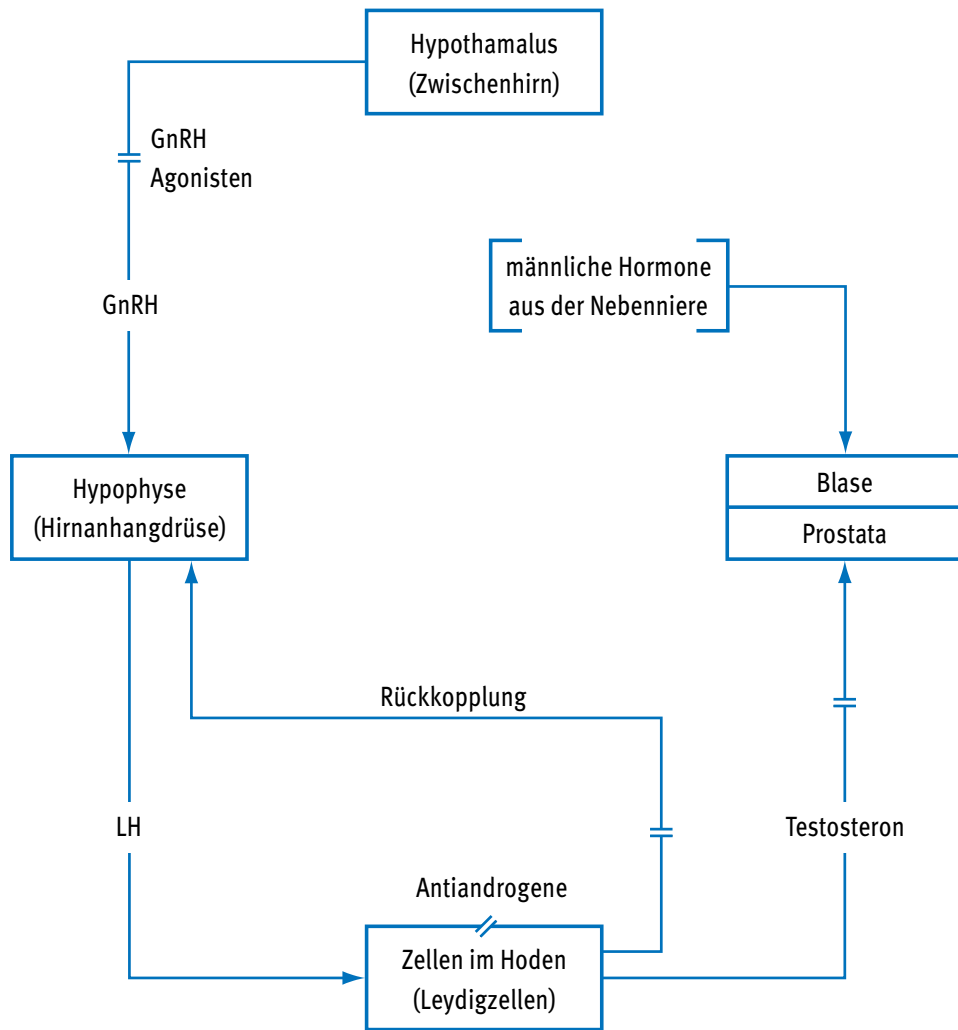 Hypothamalus
(Zwischenhirn)
GnRH
Agonisten
männliche Hormone
aus der Nebenniere
GnRH
Hypophyse
(Hirnanhangdrüse)
Blase
Prostata
Rückkopplung
LH
Testosteron
Antiandrogene
Zellen im Hoden
(Leydigzellen)